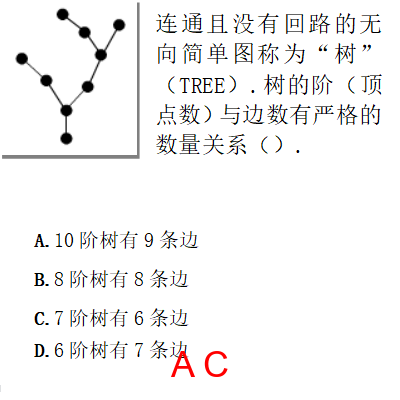 连通且没有回路的无
向简单图称为“树”
（TREE）.树的阶（顶
点数）与边数有严格的
数量关系（）.
A.10阶树有9条边
B.8阶树有8条边
C.7阶树有6条边
D.6阶树有7条边
A C